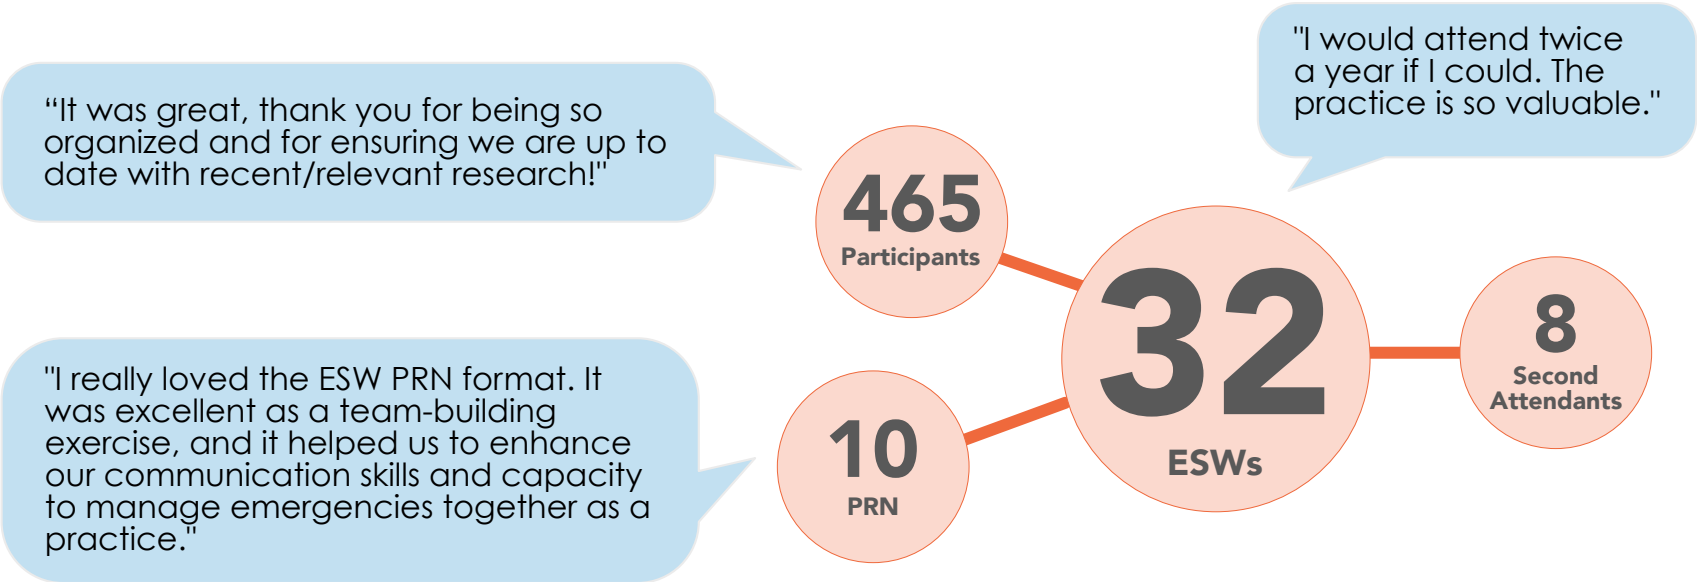 "I would attend twice
a year if I could. The
practice is so valuable."
“It was great, thank you for being so
organized and for ensuring we are up to
date with recent/relevant research!"
465
Participants
32
ESWs
8
Second
Attendants
"I really loved the ESW PRN format. It
was excellent as a team-building
exercise, and it helped us to enhance
our communication skills and capacity
to manage emergencies together as a
practice."
10
PRN